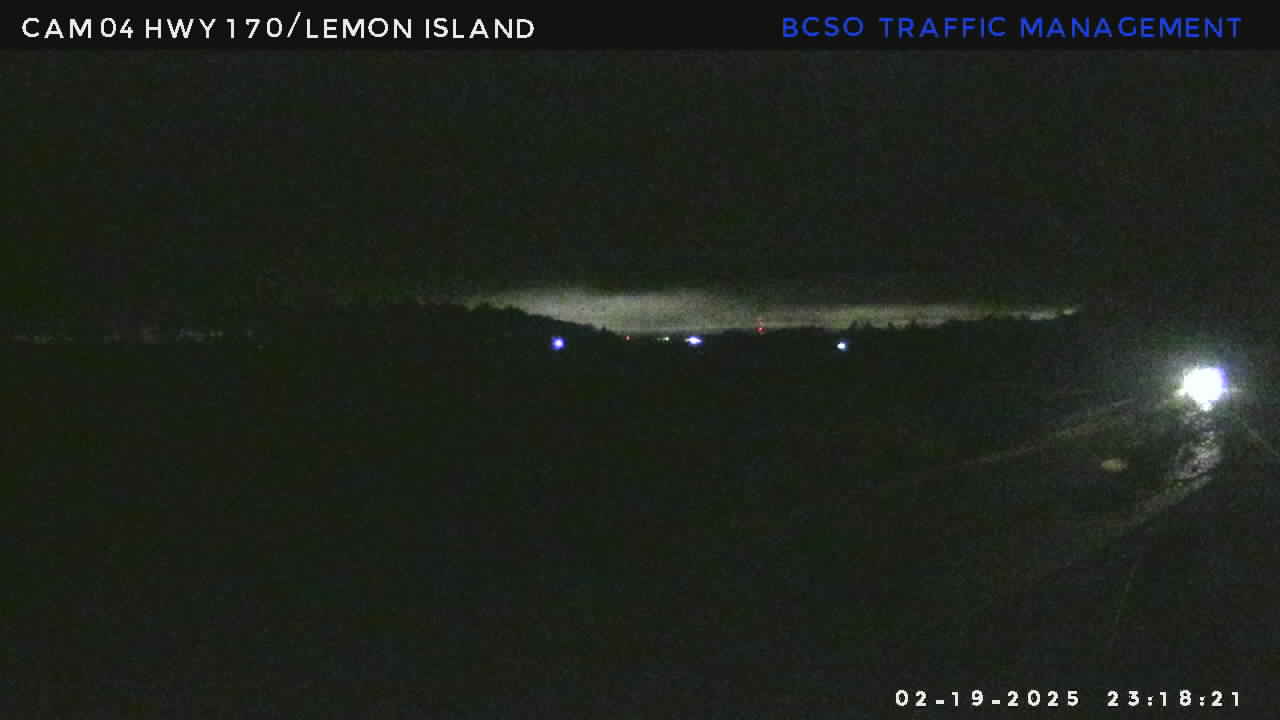 CAM04 HWY 170/LEMON ISLAND
BCSO TRAFFIC MANAGEMENT
02-19-2025 23:18:21